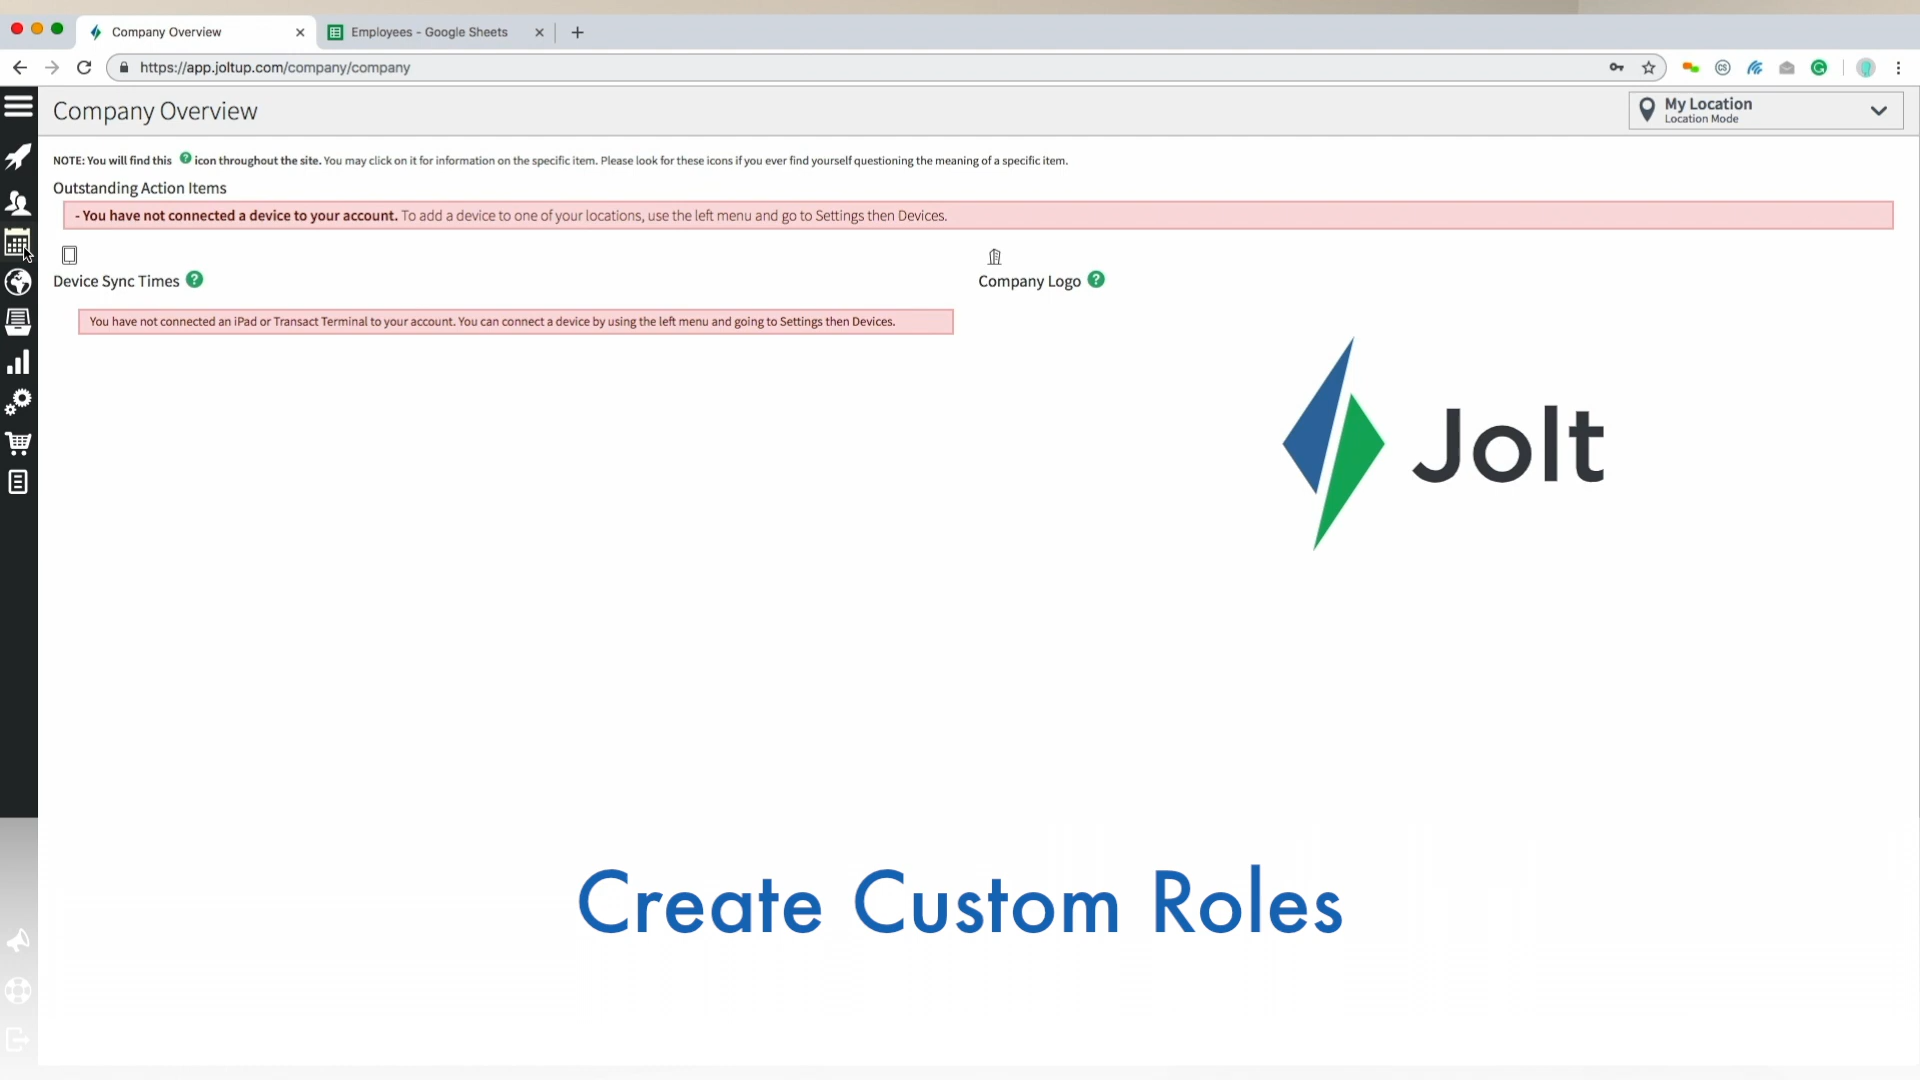 Company Overview
Employees - Google Sheets
https://app.joltup.com/company/company
CS
Company Overview
My Location
Location Mode
NOTE: You will find this ? icon throughout the site. You may click on it for information on the specific item. Please look for these icons if you ever find yourself questioning the meaning of a specific item.
Outstanding Action Items
- You have not connected a device to your account. To add a device to one of your locations, use the left menu and go to Settings then Devices.
Device Sync Times ?
Company Logo ?
You have not connected an iPad or Transact Terminal to your account. You can connect a device by using the left menu and going to Settings then Devices.
Jolt
Create Custom Roles